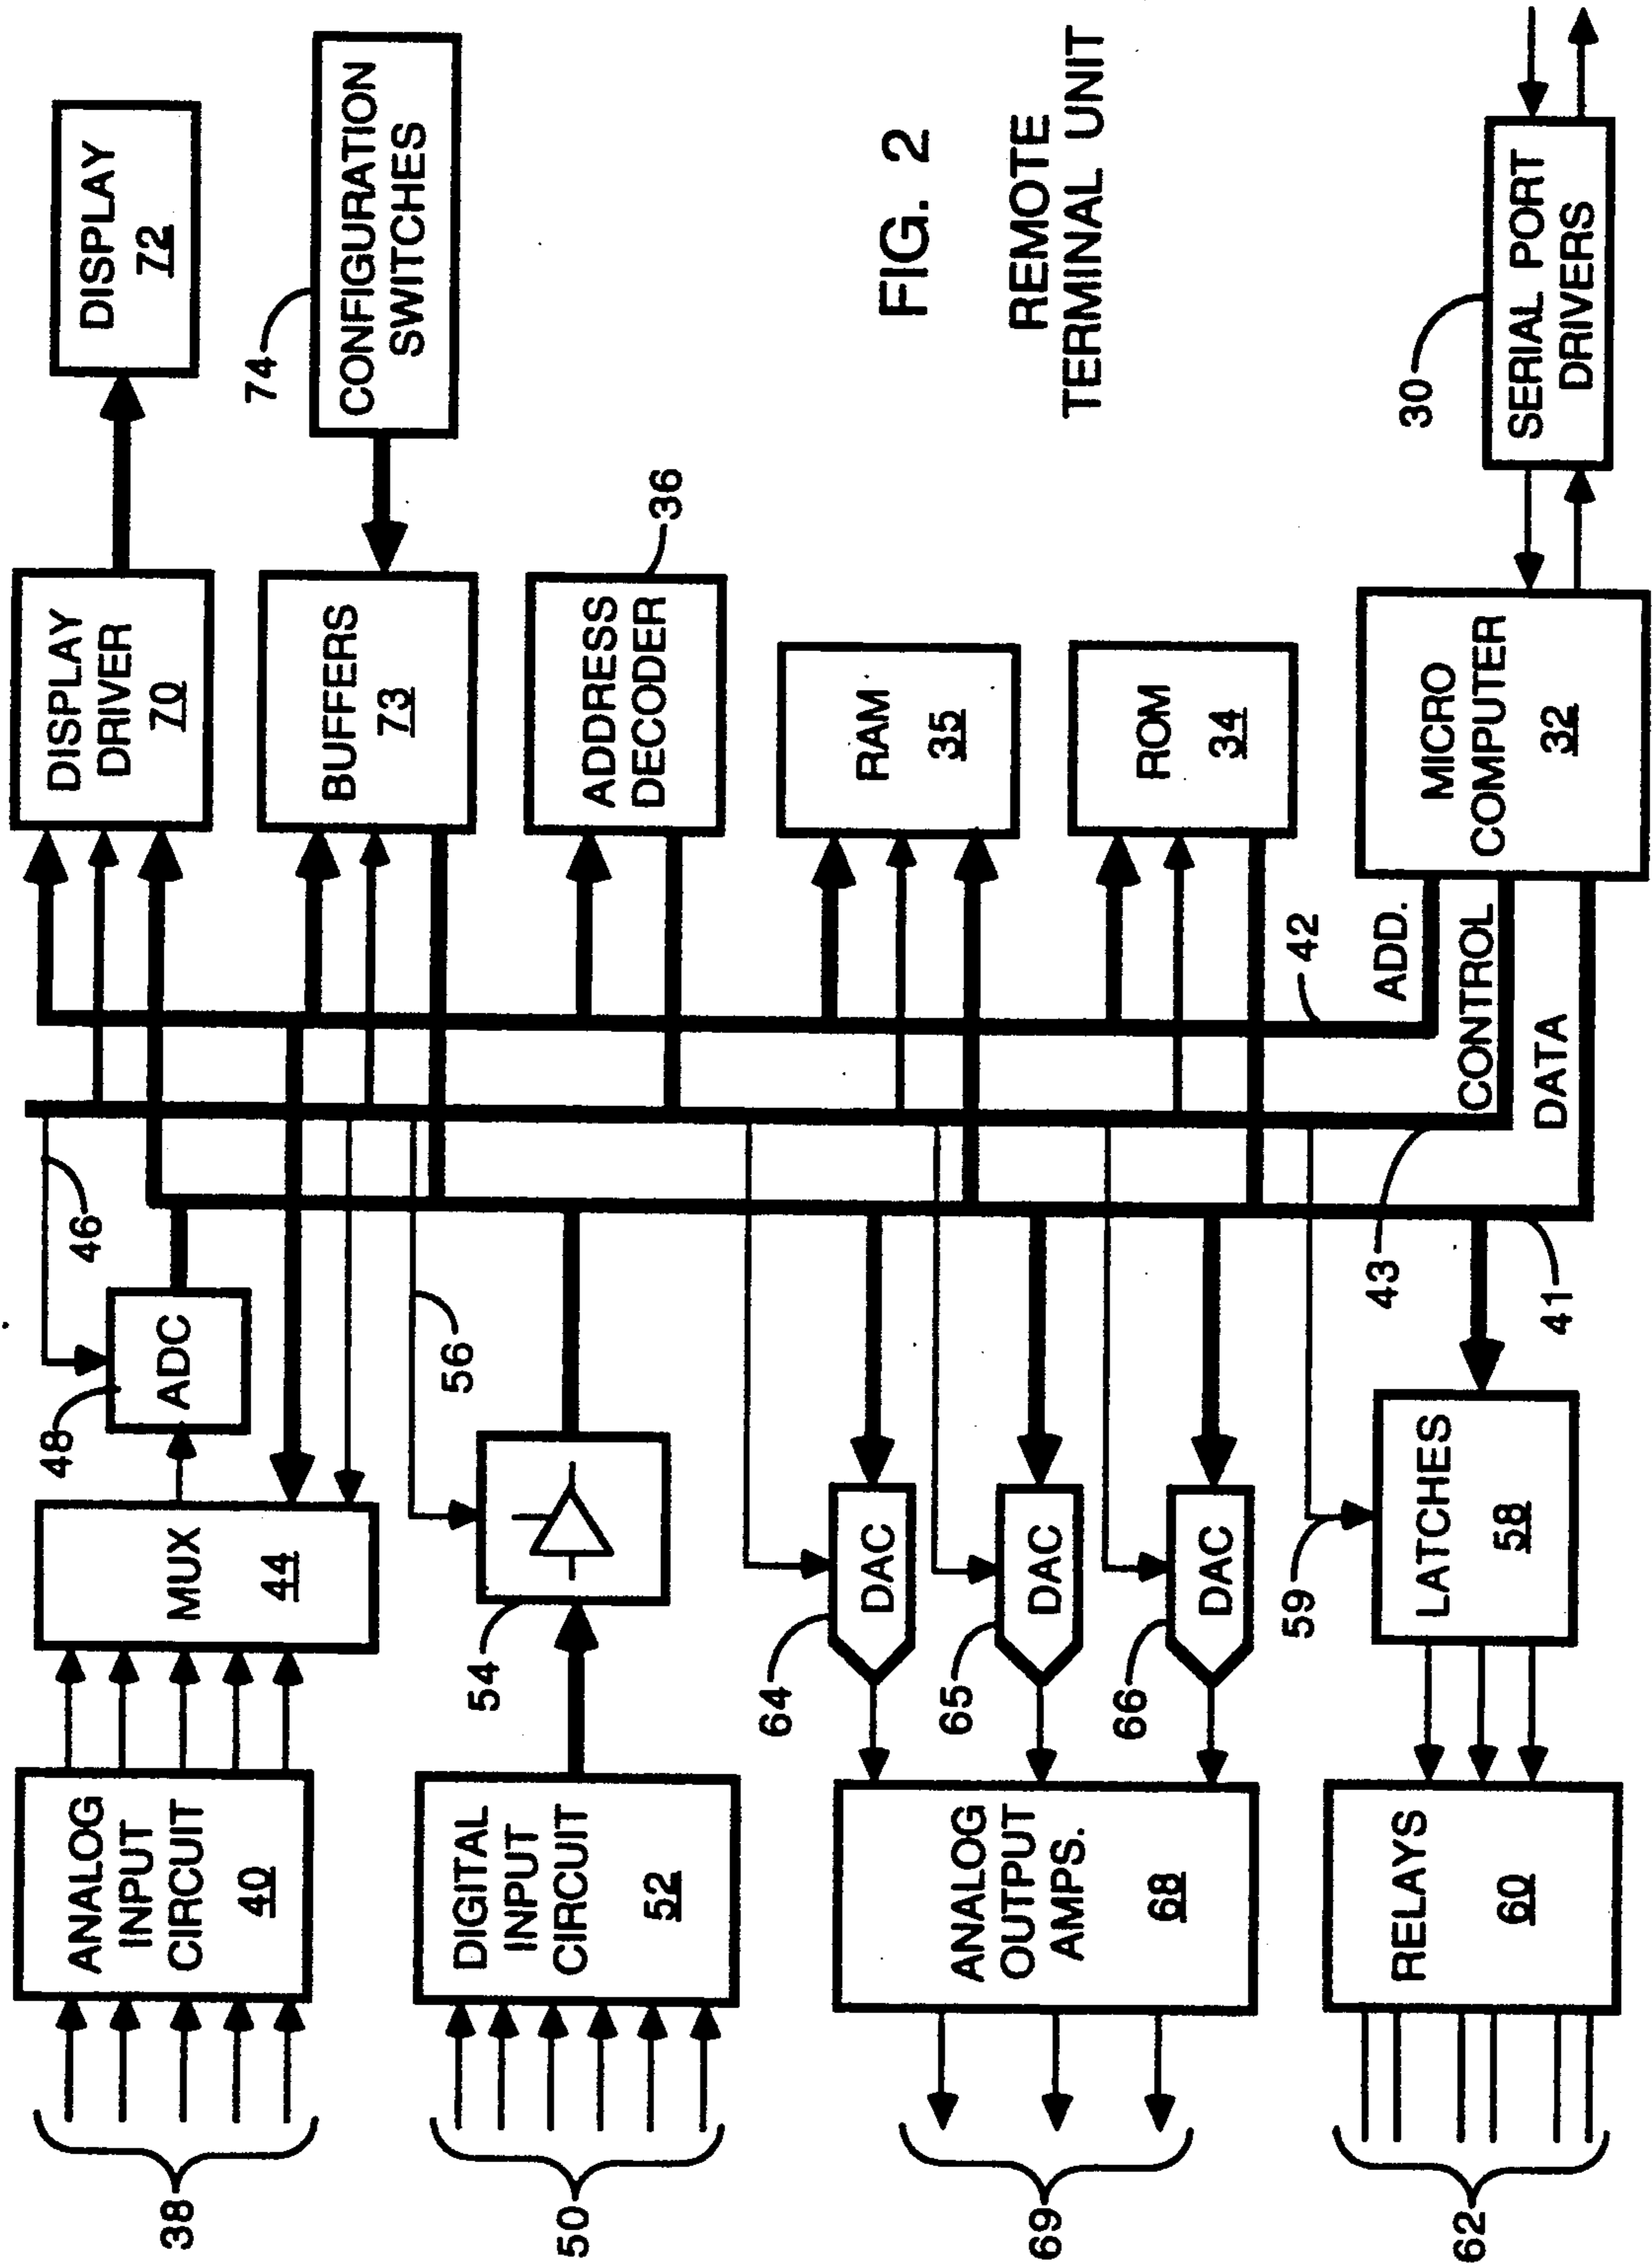 38
ANALOG
INPUT
CIRCUIT
40
MUX
44
48
ADC
46
DISPLAY
DRIVER
70
DISPLAY
72
50
DIGITAL
INPUT
CIRCUIT
52
54
56
BUFFERS
73
74
CONFIGURATION
SWITCHES
ADDRESS
DECODER
36
69
ANALOG
OUTPUT
AMPS.
68
64
DAC
65
DAC
66
DAC
RAM
35
ROM
34
FIG. 2
REMOTE
TERMINAL UNIT
62
RELAYS
60
59
LATCHES
58
41
43
42
ADD.
CONTROL
DATA
MICRO
COMPUTER
32
30
SERIAL PORT
DRIVERS